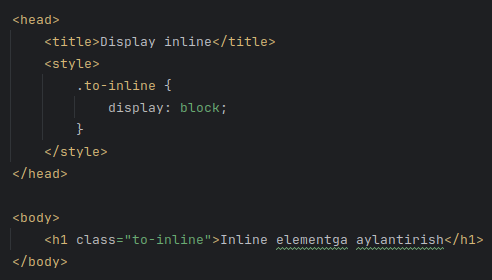 <head>
    <title>Display inline</title>
    <style>
        .to-inline {
            display: block;
        }
    </style>
</head>

<body>
    <h1 class="to-inline">Inline elementga aylantirish</h1>
</body>